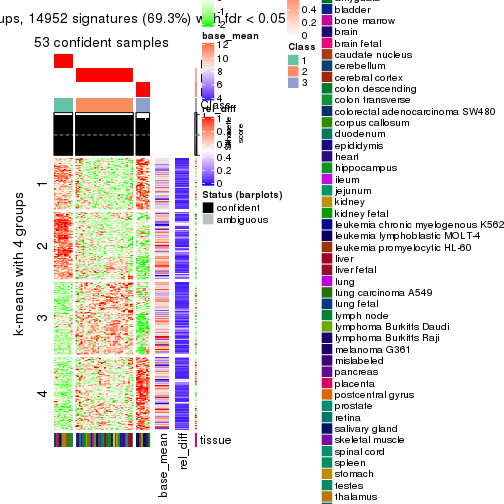 ups, 14952 signatures (69.3%) with fdr < 0.05
53 confident samples
k-means with 4 groups
1
2
3
4
base_mean
rel_diff
tissue
base_mean
12
10
8
6
4
rel_diff
1
0.8
0.6
0.4
0.2
0
Status (barplots)
confident
ambiguous
0.4
0.2
0
Class
1
2
3
Class
score
bladder
bone marrow
brain
brain fetal
caudate nucleus
cerebellum
cerebral cortex
colon descending
colon transverse
colorectal adenocarcinoma SW480
corpus callosum
duodenum
epididymis
heart
hippocampus
ileum
jejunum
kidney
kidney fetal
leukemia chronic myelogenous K562
leukemia lymphoblastic MOLT-4
leukemia promyelocytic HL-60
liver
liver fetal
lung
lung carcinoma A549
lung fetal
lymph node
lymphoma Burkitts Daudi
lymphoma Burkitts Raji
melanoma G361
mislabeled
pancreas
placenta
postcentral gyrus
prostate
retina
salivary gland
skeletal muscle
spinal cord
spleen
stomach
testes
thalamus